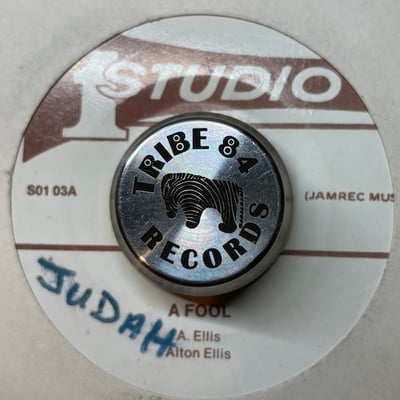 1 STUDIO
TRIBE 84
RECORDS
S01 03A
(JAMREC MUS
JUDAH
A FOOL
A. Ellis
Alton Ellis